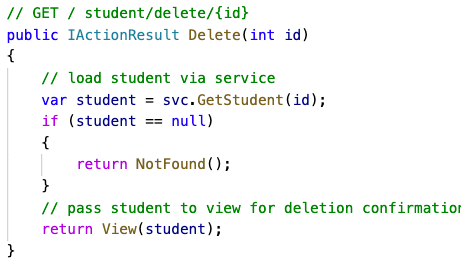 // GET / student/delete/{id}
public IActionResult Delete(int id)
{
// load student via service
var student = svc.GetStudent(id);
if (student == null)
{
return NotFound();
}
// pass student to view for deletion confirmation
return View(student);
}